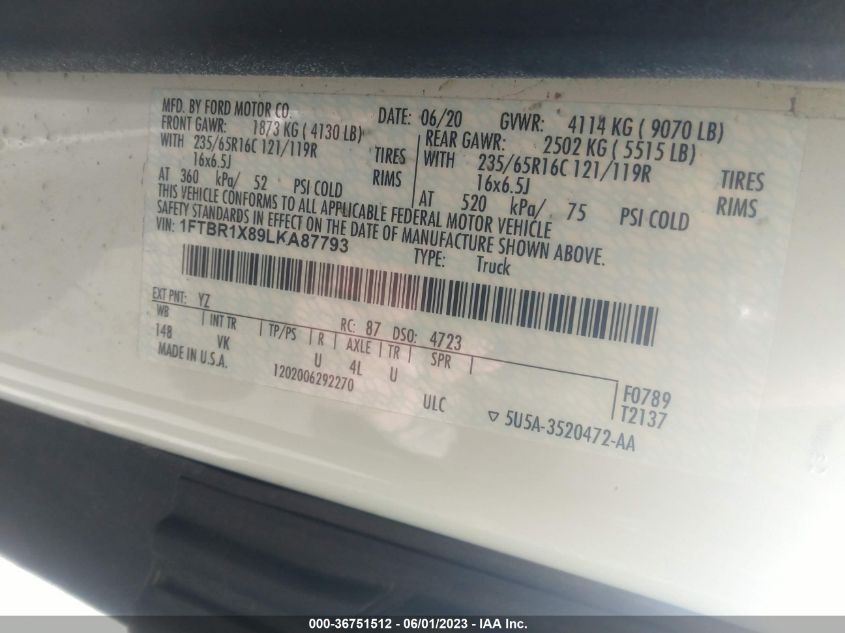 MFD. BY FORD MOTOR CO.
DATE: 06/20 GVWR: 4114 KG ( 9070 LB)
FRONT GAWR: 1873 KG ( 4130 LB)
REAR GAWR: 2502 KG ( 5515 LB)
WITH 235/65R16C 121/119R TIRES
WITH 235/65R16C 121/119R TIRES
16x6.5J RIMS
16x6.5J RIMS
AT 360 kPa/ 52 PSI COLD
AT 520 kPa/ 75 PSI COLD
THIS VEHICLE CONFORMS TO ALL APPLICABLE FEDERAL MOTOR VEHICLE
SAFETY STANDARDS IN EFFECT ON THE DATE OF MANUFACTURE SHOWN ABOVE.
VIN: 1FTBR1X89LKA87793
TYPE: Truck
EXT PNT: YZ RC: 87 DSO: 4723
WB INT TR TP/PS R AXLE TR SPR
148 VK U 4L U
F0789
T2137
MADE IN U.S.A. 1202006292270
ULC
▽ 5U5A-3520472-AA
000-36751512 - 06/01/2023 - IAA Inc.